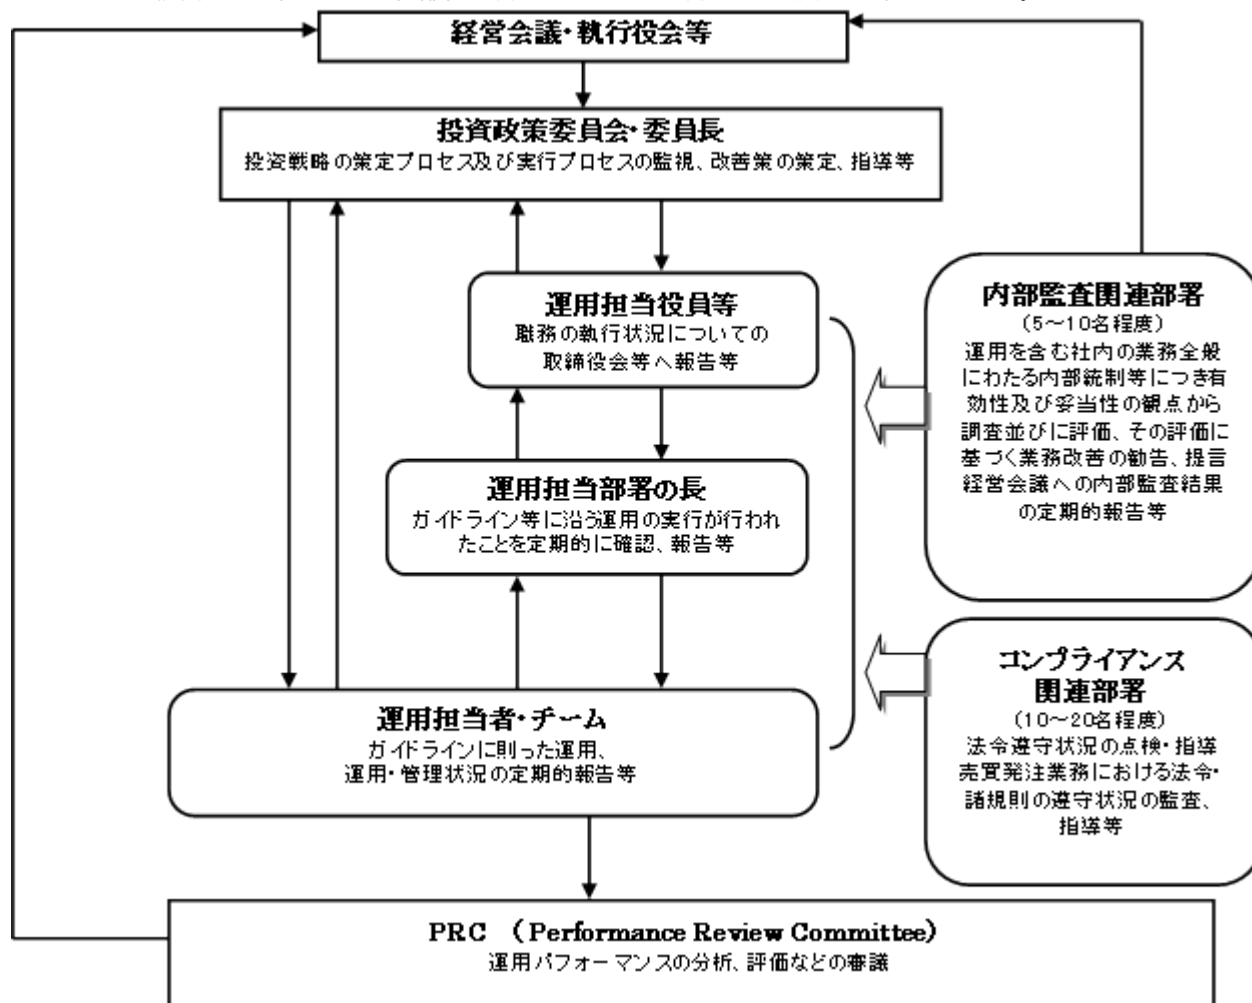 経営会議・執行役会等
投資政策委員会・委員長
投資戦略の策定プロセス及び実行プロセスの監視、改善策の策定、指導等
運用担当役員等
職務の執行状況についての
取締役会等へ報告等
運用担当部署の長
ガイドライン等に沿う運用の実行が行われ
たことを定期的に確認、報告等
運用担当者・チーム
ガイドラインに則った運用、
運用・管理状況の定期的報告等
内部監査関連部署
(5～10名程度)
運用を含む社内の業務全般
にわたる内部統制等につき有
効性及び妥当性の観点から
調査並びに評価、その評価に
基づく業務改善の勧告、提言
経営会議への内部監査結果
の定期的報告等
コンプライアンス
関連部署
(10～20名程度)
法令遵守状況の点検・指導
売買発注業務における法令・
諸規則の遵守状況の監査、
指導等
PRC (Performance Review Committee)
運用パフォーマンスの分析、評価などの審議